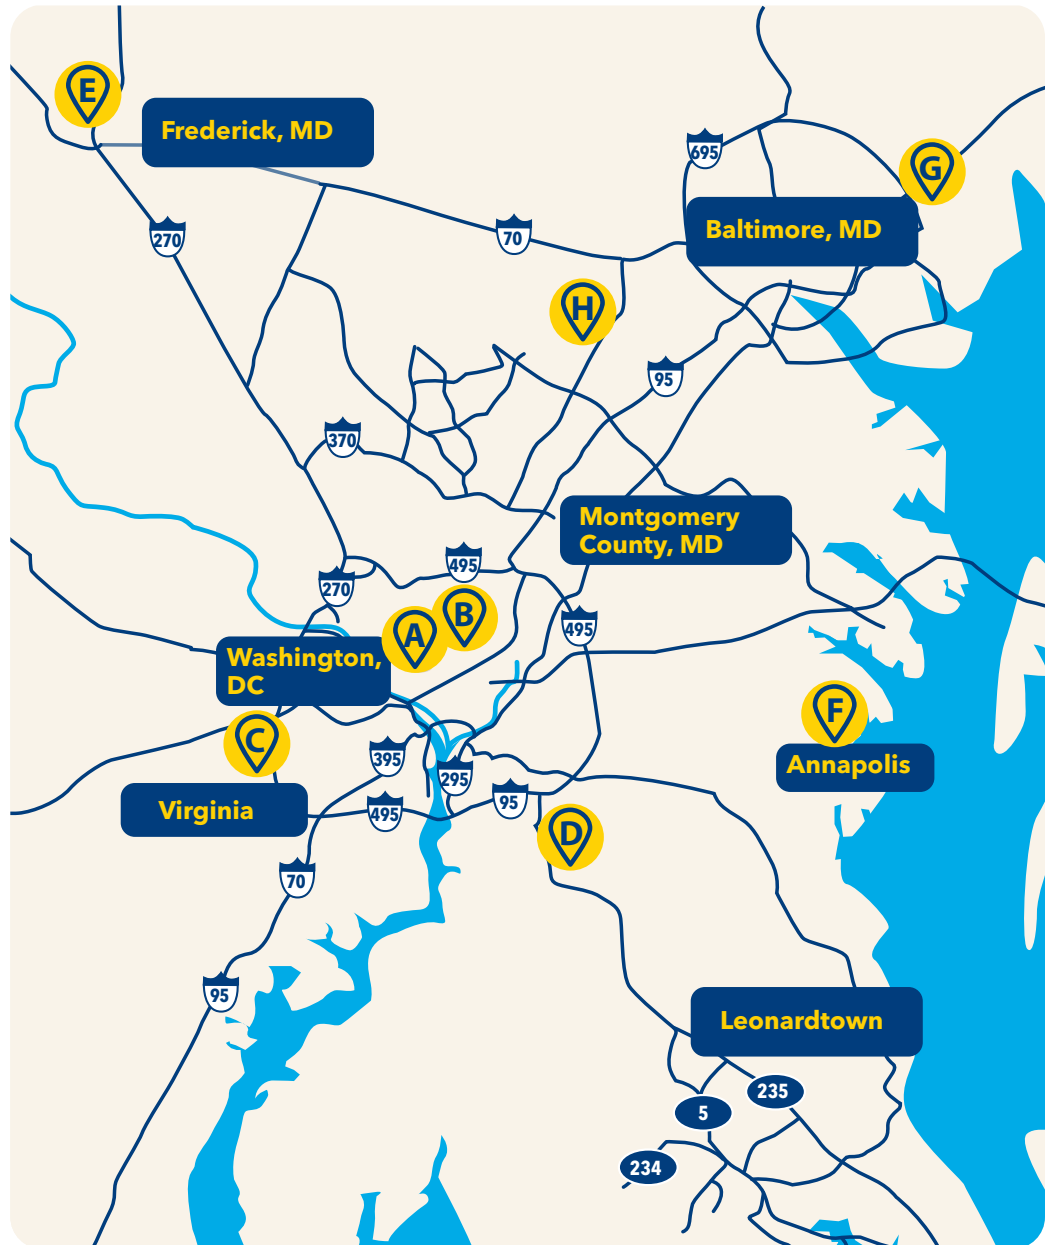 E
Frederick, MD
695
G
270
Baltimore, MD
70
H
95
370
Montgomery
County, MD
495
270
B
A
495
Washington,
DC
F
C
395
Annapolis
295
95
Virginia
495
D
70
95
Leonardtown
235
5
234